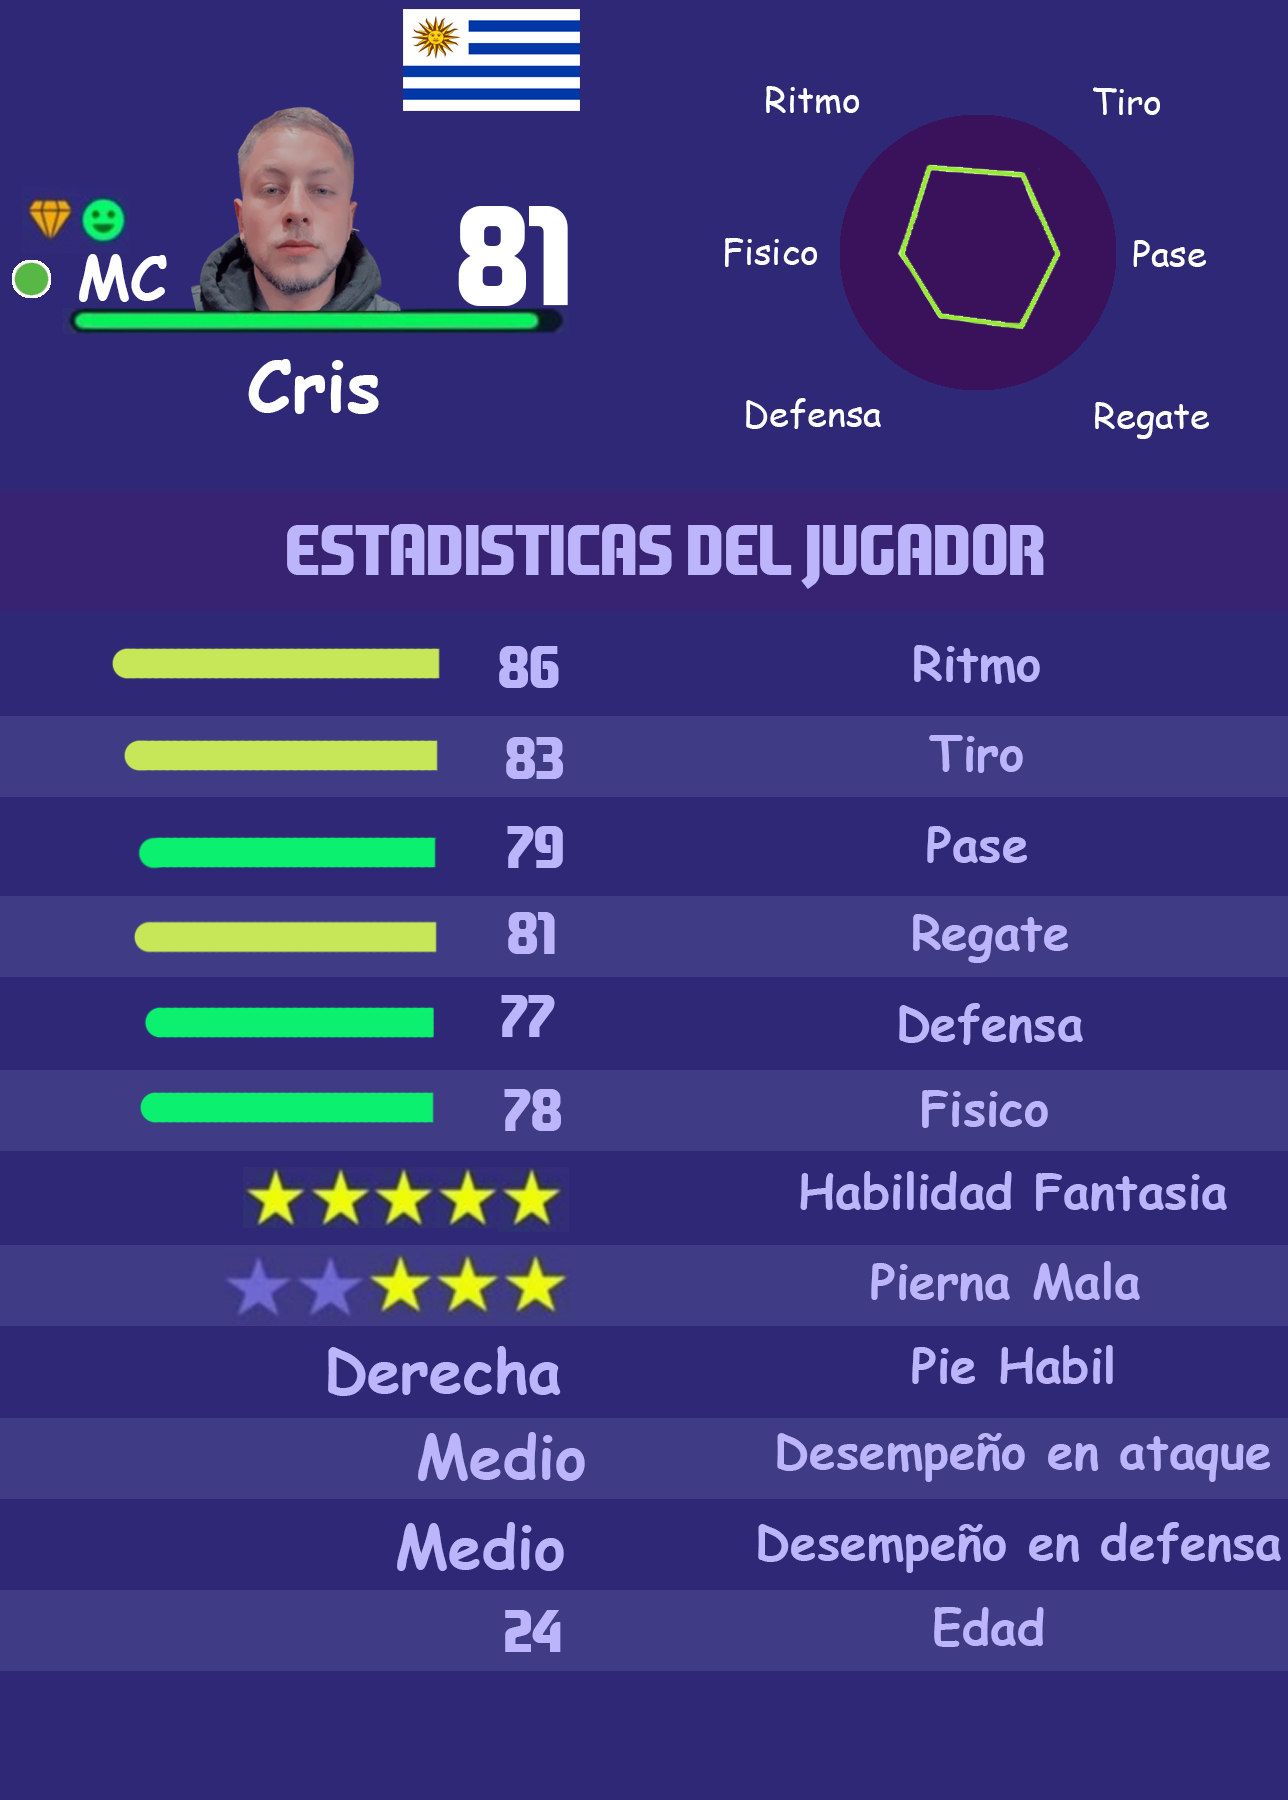 Ritmo
Tiro
MC
81
Fisico
Pase
Cris
Defensa
Regate
ESTADISTICAS DEL JUGADOR
86 Ritmo
83 Tiro
79 Pase
81 Regate
77 Defensa
78 Fisico
Habilidad Fantasia
Pierna Mala
Derecha Pie Habil
Medio Desempeño en ataque
Medio Desempeño en defensa
24 Edad